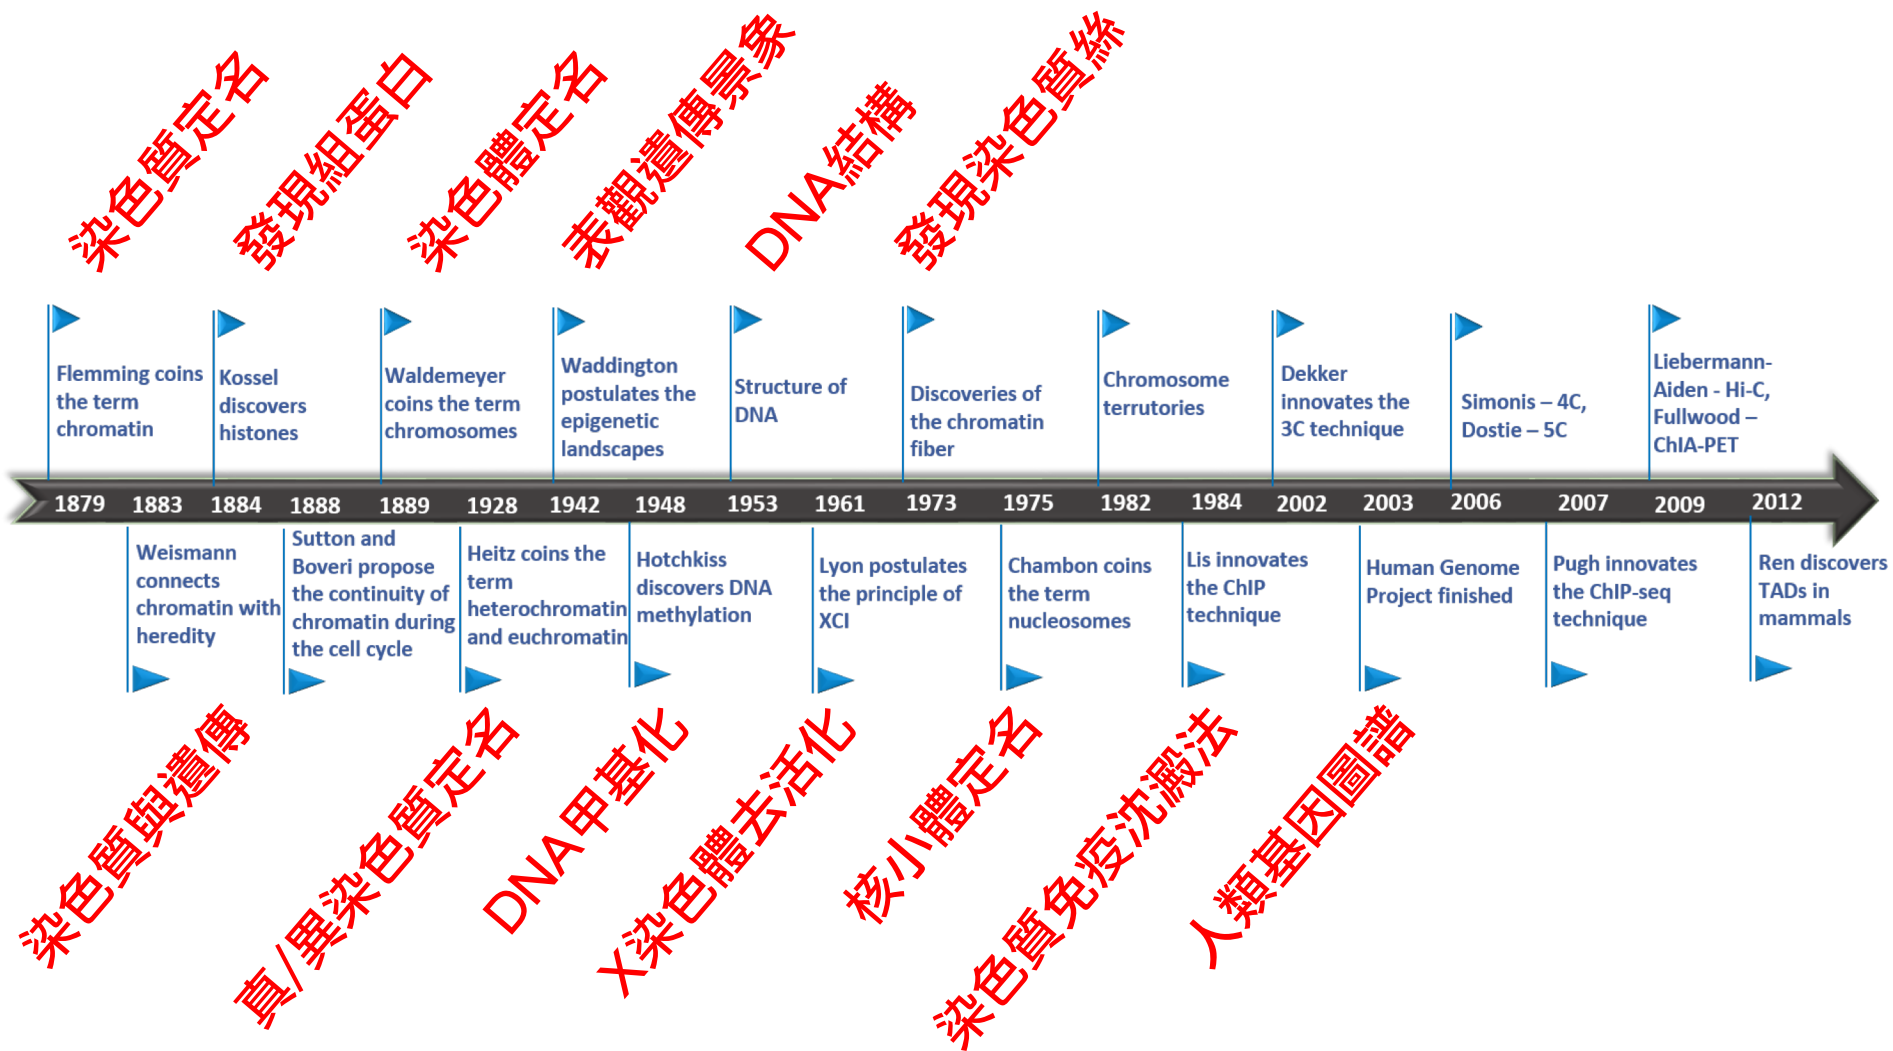 染色質定名
發現組蛋白
染色體定名
表觀遺傳景象
DNA結構
發現染色質絲
Flemming coins
the term
chromatin
Kossel
discovers
histones
Waldemeyer
coins the term
chromosomes
Waddington
postulates the
epigenetic
landscapes
Structure of
DNA
Discoveries of
the chromatin
fiber
Chromosome
terrutories
Dekker
innovates the
3C technique
Simonis – 4C,
Dostie – 5C
Liebermann-
Aiden - Hi-C,
Fullwood –
ChIA-PET
1879 1883 1884 1888 1889 1928 1942 1948 1953 1961 1973 1975 1982 1984 2002 2003 2006 2007 2009 2012
Weismann
connects
chromatin with
heredity
Sutton and
Boveri propose
the continuity of
chromatin during
the cell cycle
Heitz coins the
term
heterochromatin
and euchromatin
Hotchkiss
discovers DNA
methylation
Lyon postulates
the principle of
XCI
Chambon coins
the term
nucleosomes
Lis innovates
the ChIP
technique
Human Genome
Project finished
Pugh innovates
the ChIP-seq
technique
Ren discovers
TADs in
mammals
染色質與遺傳
真/異染色質定名
DNA甲基化
X染色體去活化
核小體定名
染色質免疫沈澱法
人類基因圖譜